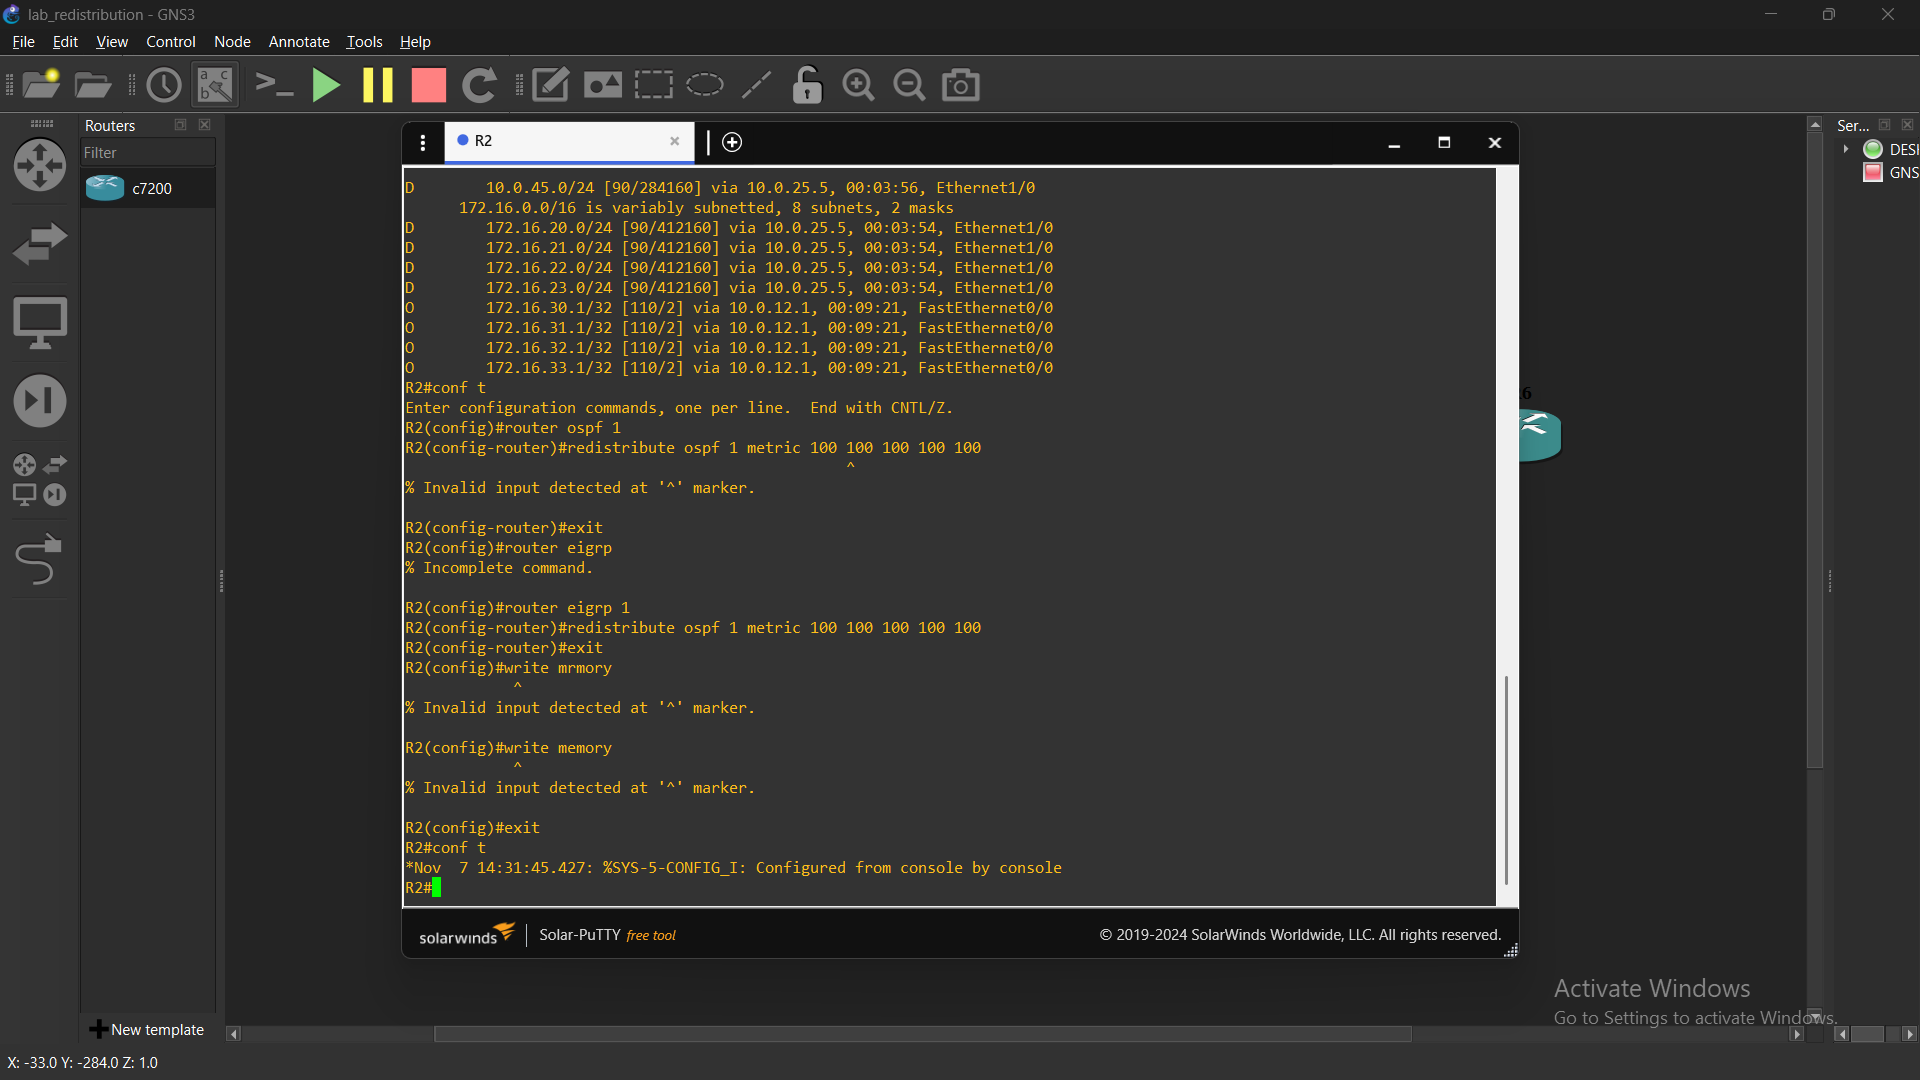 lab_redistribution - GNS3
File Edit View Control Node Annotate Tools Help
Routers
Filter
c7200
New template
R2
D        10.0.45.0/24 [90/284160] via 10.0.25.5, 00:03:56, Ethernet1/0
      172.16.0.0/16 is variably subnetted, 8 subnets, 2 masks
D        172.16.20.0/24 [90/412160] via 10.0.25.5, 00:03:54, Ethernet1/0
D        172.16.21.0/24 [90/412160] via 10.0.25.5, 00:03:54, Ethernet1/0
D        172.16.22.0/24 [90/412160] via 10.0.25.5, 00:03:54, Ethernet1/0
D        172.16.23.0/24 [90/412160] via 10.0.25.5, 00:03:54, Ethernet1/0
O        172.16.30.1/32 [110/2] via 10.0.12.1, 00:09:21, FastEthernet0/0
O        172.16.31.1/32 [110/2] via 10.0.12.1, 00:09:21, FastEthernet0/0
O        172.16.32.1/32 [110/2] via 10.0.12.1, 00:09:21, FastEthernet0/0
O        172.16.33.1/32 [110/2] via 10.0.12.1, 00:09:21, FastEthernet0/0
R2#conf t
Enter configuration commands, one per line.  End with CNTL/Z.
R2(config)#router ospf 1
R2(config-router)#redistribute ospf 1 metric 100 100 100 100 100
^
% Invalid input detected at '^' marker.
R2(config-router)#exit
R2(config)#router eigrp
% Incomplete command.
R2(config)#router eigrp 1
R2(config-router)#redistribute ospf 1 metric 100 100 100 100 100
R2(config-router)#exit
R2(config)#write mrmory
^
% Invalid input detected at '^' marker.
R2(config)#write memory
^
% Invalid input detected at '^' marker.
R2(config)#exit
R2#conf t
*Nov  7 14:31:45.427: %SYS-5-CONFIG_I: Configured from console by console
R2#
solarwinds Solar-PuTTY free tool
© 2019-2024 SolarWinds Worldwide, LLC. All rights reserved.
Ser...
DESI
GNS
Activate Windows
Go to Settings to activate Windows.
X: -33.0 Y: -284.0 Z: 1.0